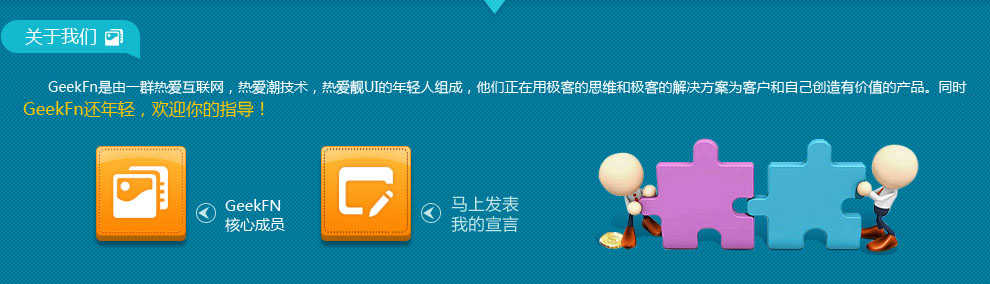 关于我们
GeekFn是由一群热爱互联网，热爱潮技术，热爱靓UI的年轻人组成，他们正在用极客的思维和极客的解决方案为客户和自己创造有价值的产品。同时
GeekFn还年轻，欢迎你的指导！
GeekFN
核心成员
马上发表
我的宣言